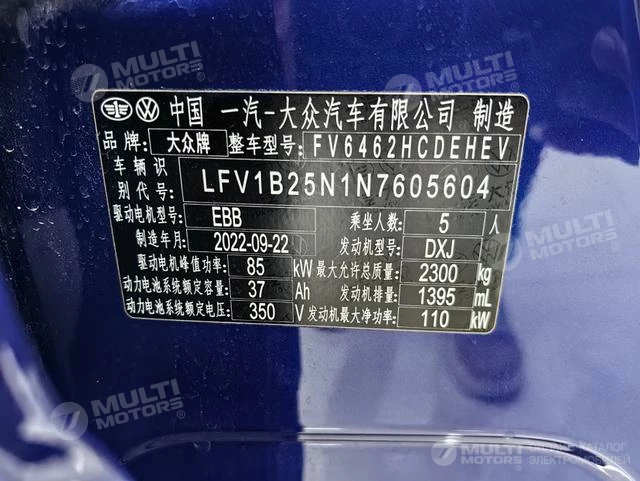 MULTI MOTORS®
MULTI MOTORS®
MULTI MOTORS®
中国 一汽-大众汽车有限公司 制造
品牌: 大众牌 整车型号: FV6462HCDEHEV
车辆识
别代号: LFV1B25N1N7605604
驱动电机型号: EBB 乘坐人数: 5 人
制造年月: 2022-09-22 发动机型号: DXJ
驱动电机峰值功率: 85 kW 最大允许总质量: 2300 kg
动力电池系统额定容量: 37 Ah 发动机排量: 1395 mL
动力电池系统额定电压: 350 V 发动机最大净功率: 110 kW
MULTI MOTORS®
MULTI MOTORS®
MULTI MOTORS
КАТАЛОГ
ЭЛЕКТРОМОБИЛЕЙ